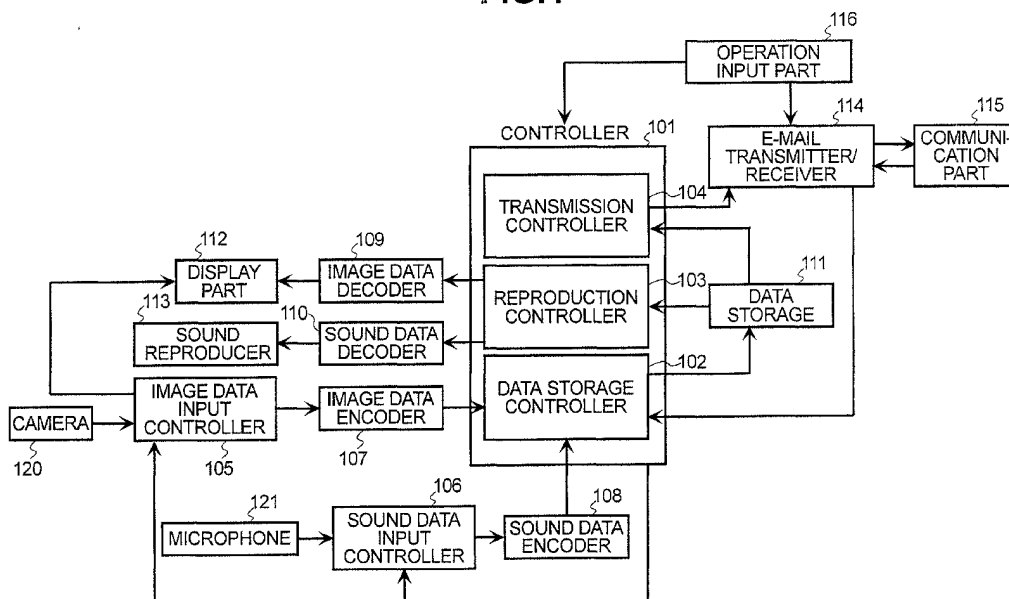 116
OPERATION
INPUT PART
114
115
CONTROLLER
101
E-MAIL
TRANSMITTER/
RECEIVER
COMMUNI-
CATION
PART
104
TRANSMISSION
CONTROLLER
112
109
111
DISPLAY
PART
IMAGE DATA
DECODER
103
REPRODUCTION
CONTROLLER
DATA
STORAGE
113
110
SOUND
REPRODUCER
SOUND DATA
DECODER
102
IMAGE DATA
INPUT
CONTROLLER
IMAGE DATA
ENCODER
DATA STORAGE
CONTROLLER
CAMERA
120
105
107
106
108
121
MICROPHONE
SOUND DATA
INPUT
CONTROLLER
SOUND DATA
ENCODER